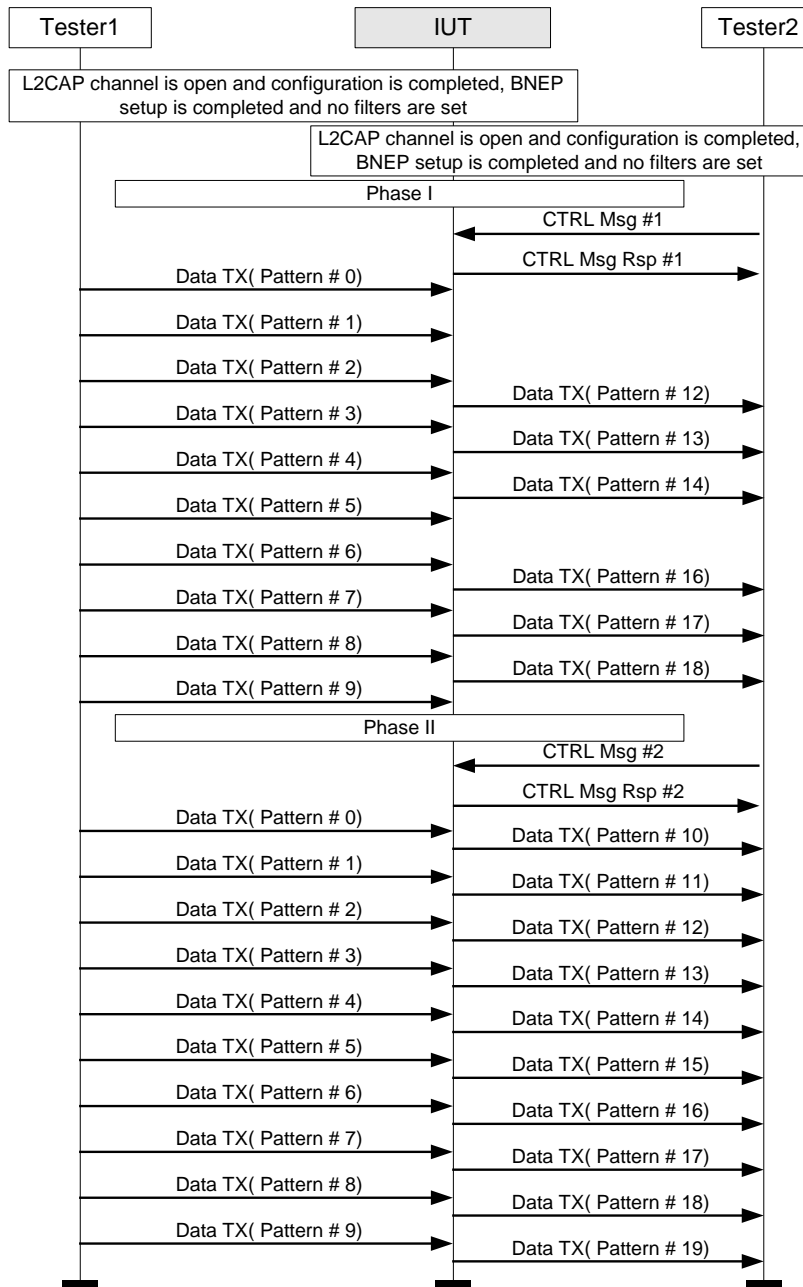 Tester1
IUT
Tester2
L2CAP channel is open and configuration is completed, BNEP
setup is completed and no filters are set
L2CAP channel is open and configuration is completed,
BNEP setup is completed and no filters are set
Phase I
CTRL Msg #1
CTRL Msg Rsp #1
Data TX( Pattern # 0)
Data TX( Pattern # 1)
Data TX( Pattern # 2)
Data TX( Pattern # 12)
Data TX( Pattern # 3)
Data TX( Pattern # 13)
Data TX( Pattern # 4)
Data TX( Pattern # 14)
Data TX( Pattern # 5)
Data TX( Pattern # 6)
Data TX( Pattern # 16)
Data TX( Pattern # 7)
Data TX( Pattern # 17)
Data TX( Pattern # 8)
Data TX( Pattern # 18)
Data TX( Pattern # 9)
Phase II
CTRL Msg #2
CTRL Msg Rsp #2
Data TX( Pattern # 0)
Data TX( Pattern # 10)
Data TX( Pattern # 1)
Data TX( Pattern # 11)
Data TX( Pattern # 2)
Data TX( Pattern # 12)
Data TX( Pattern # 3)
Data TX( Pattern # 13)
Data TX( Pattern # 4)
Data TX( Pattern # 14)
Data TX( Pattern # 5)
Data TX( Pattern # 15)
Data TX( Pattern # 6)
Data TX( Pattern # 16)
Data TX( Pattern # 7)
Data TX( Pattern # 17)
Data TX( Pattern # 8)
Data TX( Pattern # 18)
Data TX( Pattern # 9)
Data TX( Pattern # 19)